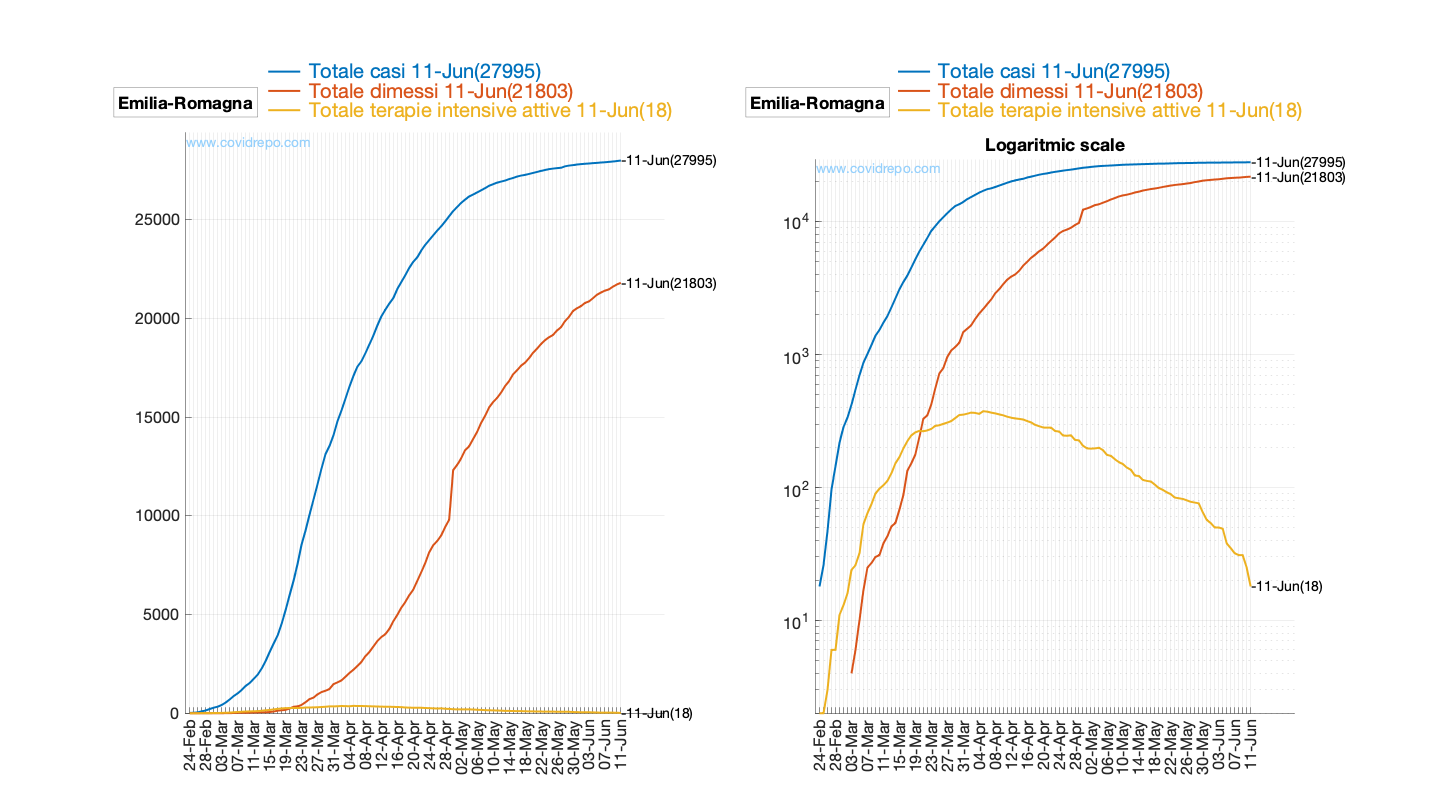 Emilia-Romagna
Totale casi 11-Jun(27995)
Totale dimessi 11-Jun(21803)
Totale terapie intensive attive 11-Jun(18)
www.covidrepo.com
25000
20000
15000
10000
5000
0
-11-Jun(27995)
-11-Jun(21803)
-11-Jun(18)
24-Feb
28-Feb
03-Mar
07-Mar
11-Mar
15-Mar
19-Mar
23-Mar
27-Mar
31-Mar
04-Apr
08-Apr
12-Apr
16-Apr
20-Apr
24-Apr
28-Apr
02-May
06-May
10-May
14-May
18-May
22-May
26-May
30-May
03-Jun
07-Jun
11-Jun
Emilia-Romagna
Totale casi 11-Jun(27995)
Totale dimessi 11-Jun(21803)
Totale terapie intensive attive 11-Jun(18)
Logaritmic scale
www.covidrepo.com
10^4
10^3
10^2
10^1
-11-Jun(27995)
-11-Jun(21803)
-11-Jun(18)
24-Feb
28-Feb
03-Mar
07-Mar
11-Mar
15-Mar
19-Mar
23-Mar
27-Mar
31-Mar
04-Apr
08-Apr
12-Apr
16-Apr
20-Apr
24-Apr
28-Apr
02-May
06-May
10-May
14-May
18-May
22-May
26-May
30-May
03-Jun
07-Jun
11-Jun